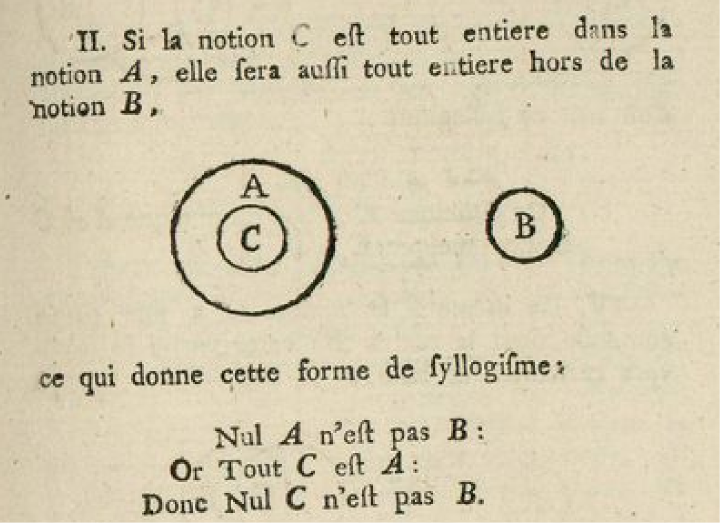 II. Si la notion C eſt tout entiere dans la
notion A, elle ſera auſſi tout entiere hors de la
notion B,
A
C
B
ce qui donne cette forme de ſyllogiſme:
Nul A n'eſt pas B:
Or Tout C eſt A:
Donc Nul C n'eſt pas B.